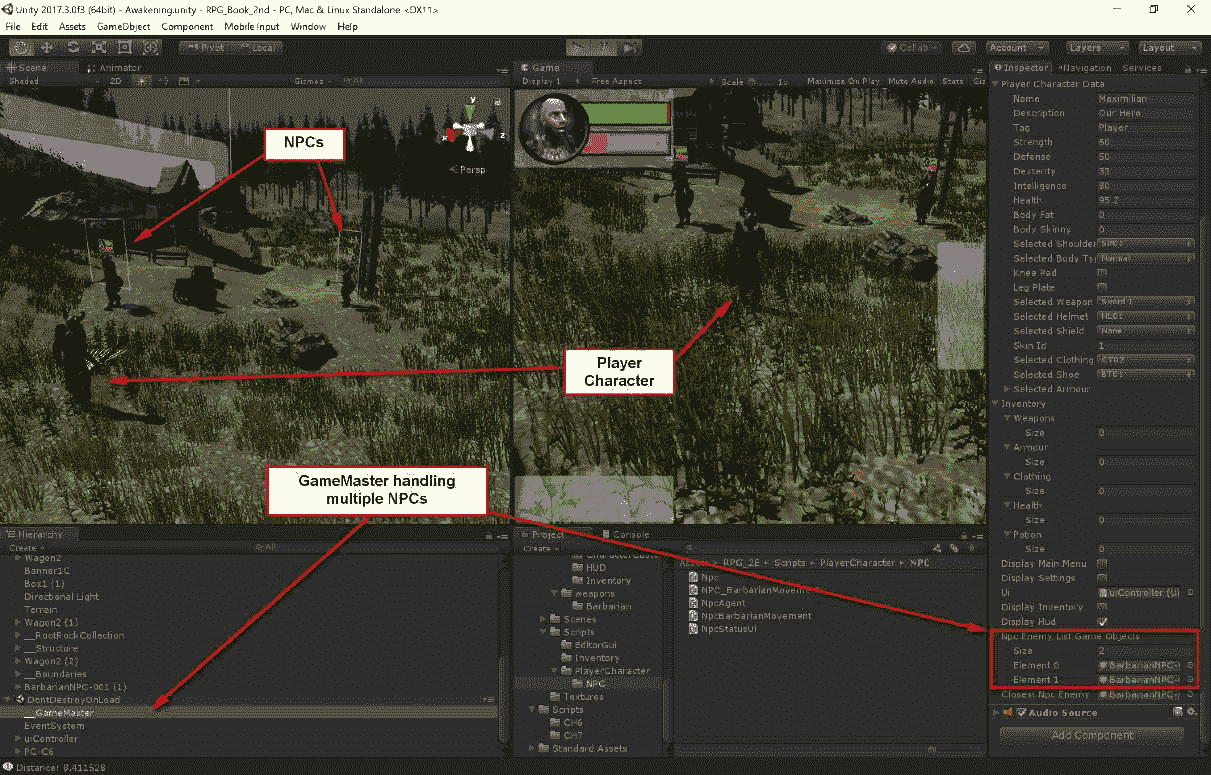 Unity 2017.3.0f3 (64bit) - Awakening.unity - RPG_Book_2nd - PC, Mac & Linux Standalone <DX11>
File Edit Assets GameObject Component Mobile Input Window Help
Pivot Local Collab Account Layers Layout
Scene Animator
Shaded 2D Gizmos All
Game
Display 1 Free Aspect Scale 1x Maximize On Play Mute Audio Stats
y
x
z
Persp
NPCs
Player
Character
GameMaster handling
multiple NPCs
Hierarchy
Create All
Wagon2
Banner1C
Box1 (1)
Directional Light
Terrain
Wagon2 (1)
__RootRockCollection
__Structure
Wagon2 (2)
__Boundaries
BarbarianNPC-001 (1)
DontDestroyOnLoad
__GameMaster
EventSystem
uiController
PC-C6
Project Console
Create
HUD
Inventory
weapons
Barbarian
Scenes
Scripts
EditorGui
Inventory
PlayerCharacter
NPC
Textures
Scripts
CH6
CH7
Standard Assets
RPG_2E Scripts PlayerCharacter NPC
Npc
NPC_BarbarianMovement
NpcAgent
NpcBarbarianMovement
NpcStatusUi
Inspector Navigation Services
Player Character Data
Name Maximilian
Description Our Hero
Tag Player
Strength 60
Defense 50
Dexterity 33
Intelligence 80
Health 95.2
Body Fat 0
Body Skinny 0
Selected Shoulder
Selected Body Ty Normal
Knee Pad
Leg Plate
Selected Weapon Sword1
Selected Helmet
Selected Shield None
Skin Id 1
Selected Clothing
Selected Shoe
Selected Armour
Inventory
Weapons
Size 0
Armour
Size 0
Clothing
Size 0
Health
Size 0
Potion
Size 0
Display Main Menu
Display Settings
Ui uiController (Ui
Display Inventory
Display Hud
Npc Enemy List Game Objects
Size 2
Element 0 BarbarianNPC-
Element 1 BarbarianNPC-
Closest Npc Enemy BarbarianNPC-
Audio Source
Add Component
Distance: 8.411528